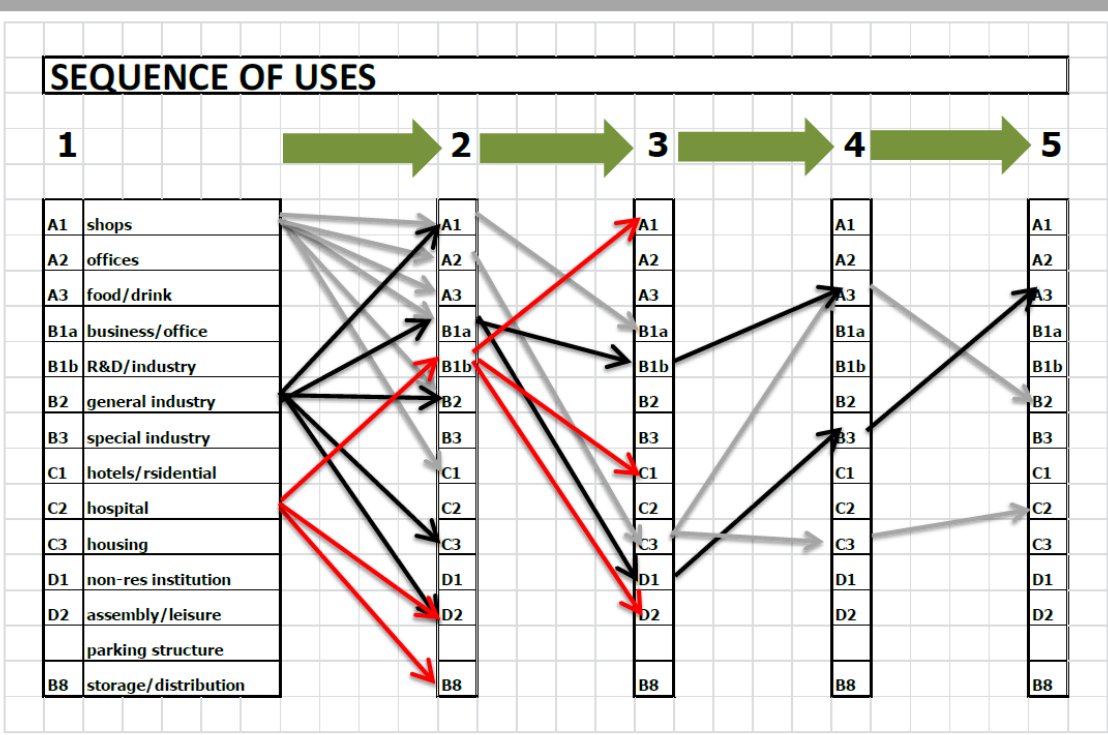 SEQUENCE OF USES
1 2 3 4 5
A1 shops A1 A1 A1 A1
A2 offices A2 A2 A2 A2
A3 food/drink A3 A3 A3 A3
B1a business/office B1a B1a B1a B1a
B1b R&D/industry B1b B1b B1b B1b
B2 general industry B2 B2 B2 B2
B3 special industry B3 B3 B3 B3
C1 hotels/rsidential C1 C1 C1 C1
C2 hospital C2 C2 C2 C2
C3 housing C3 C3 C3 C3
D1 non-res institution D1 D1 D1 D1
D2 assembly/leisure D2 D2 D2 D2
parking structure
B8 storage/distribution B8 B8 B8 B8